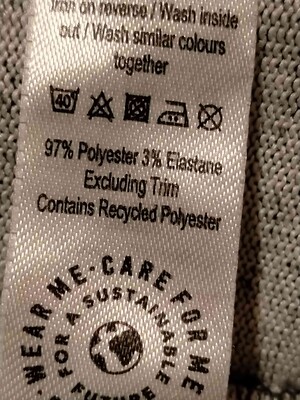 Iron on reverse / Wash inside
out / Wash similar colours
together
40
97% Polyester 3% Elastane
Excluding Trim
Contains Recycled Polyester
WEAR ME · CARE FOR ME
FOR A SUSTAINABLE
FUTURE